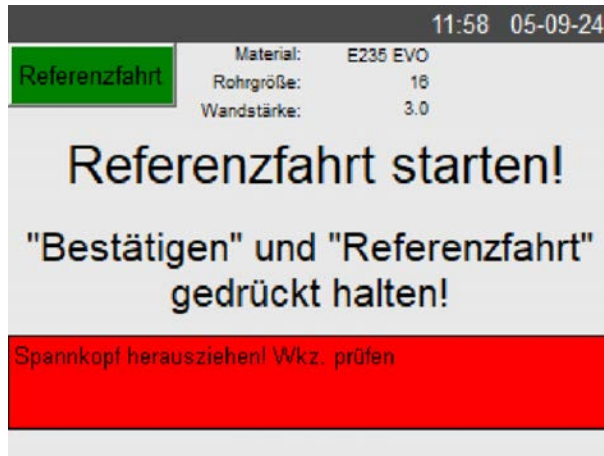 11:58 05-09-24
Referenzfahrt
Material: E235 EVO
Rohrgröße: 16
Wandstärke: 3.0
Referenzfahrt starten!
"Bestätigen" und "Referenzfahrt"
gedrückt halten!
Spannkopf herausziehen! Wkz. prüfen